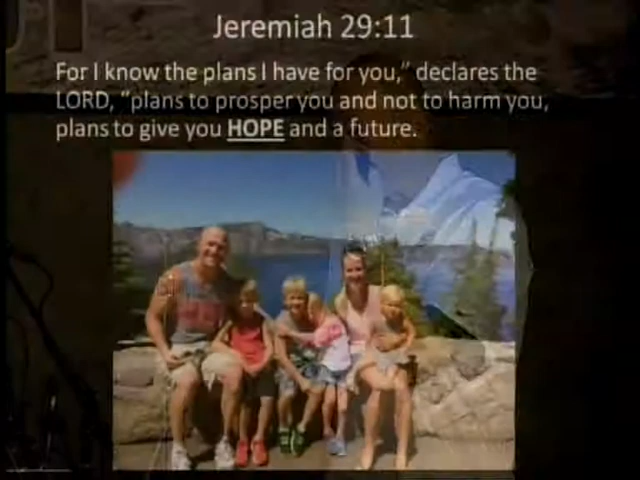 Jeremiah 29:11
For I know the plans I have for you,” declares the
LORD, “plans to prosper you and not to harm you,
plans to give you HOPE and a future.